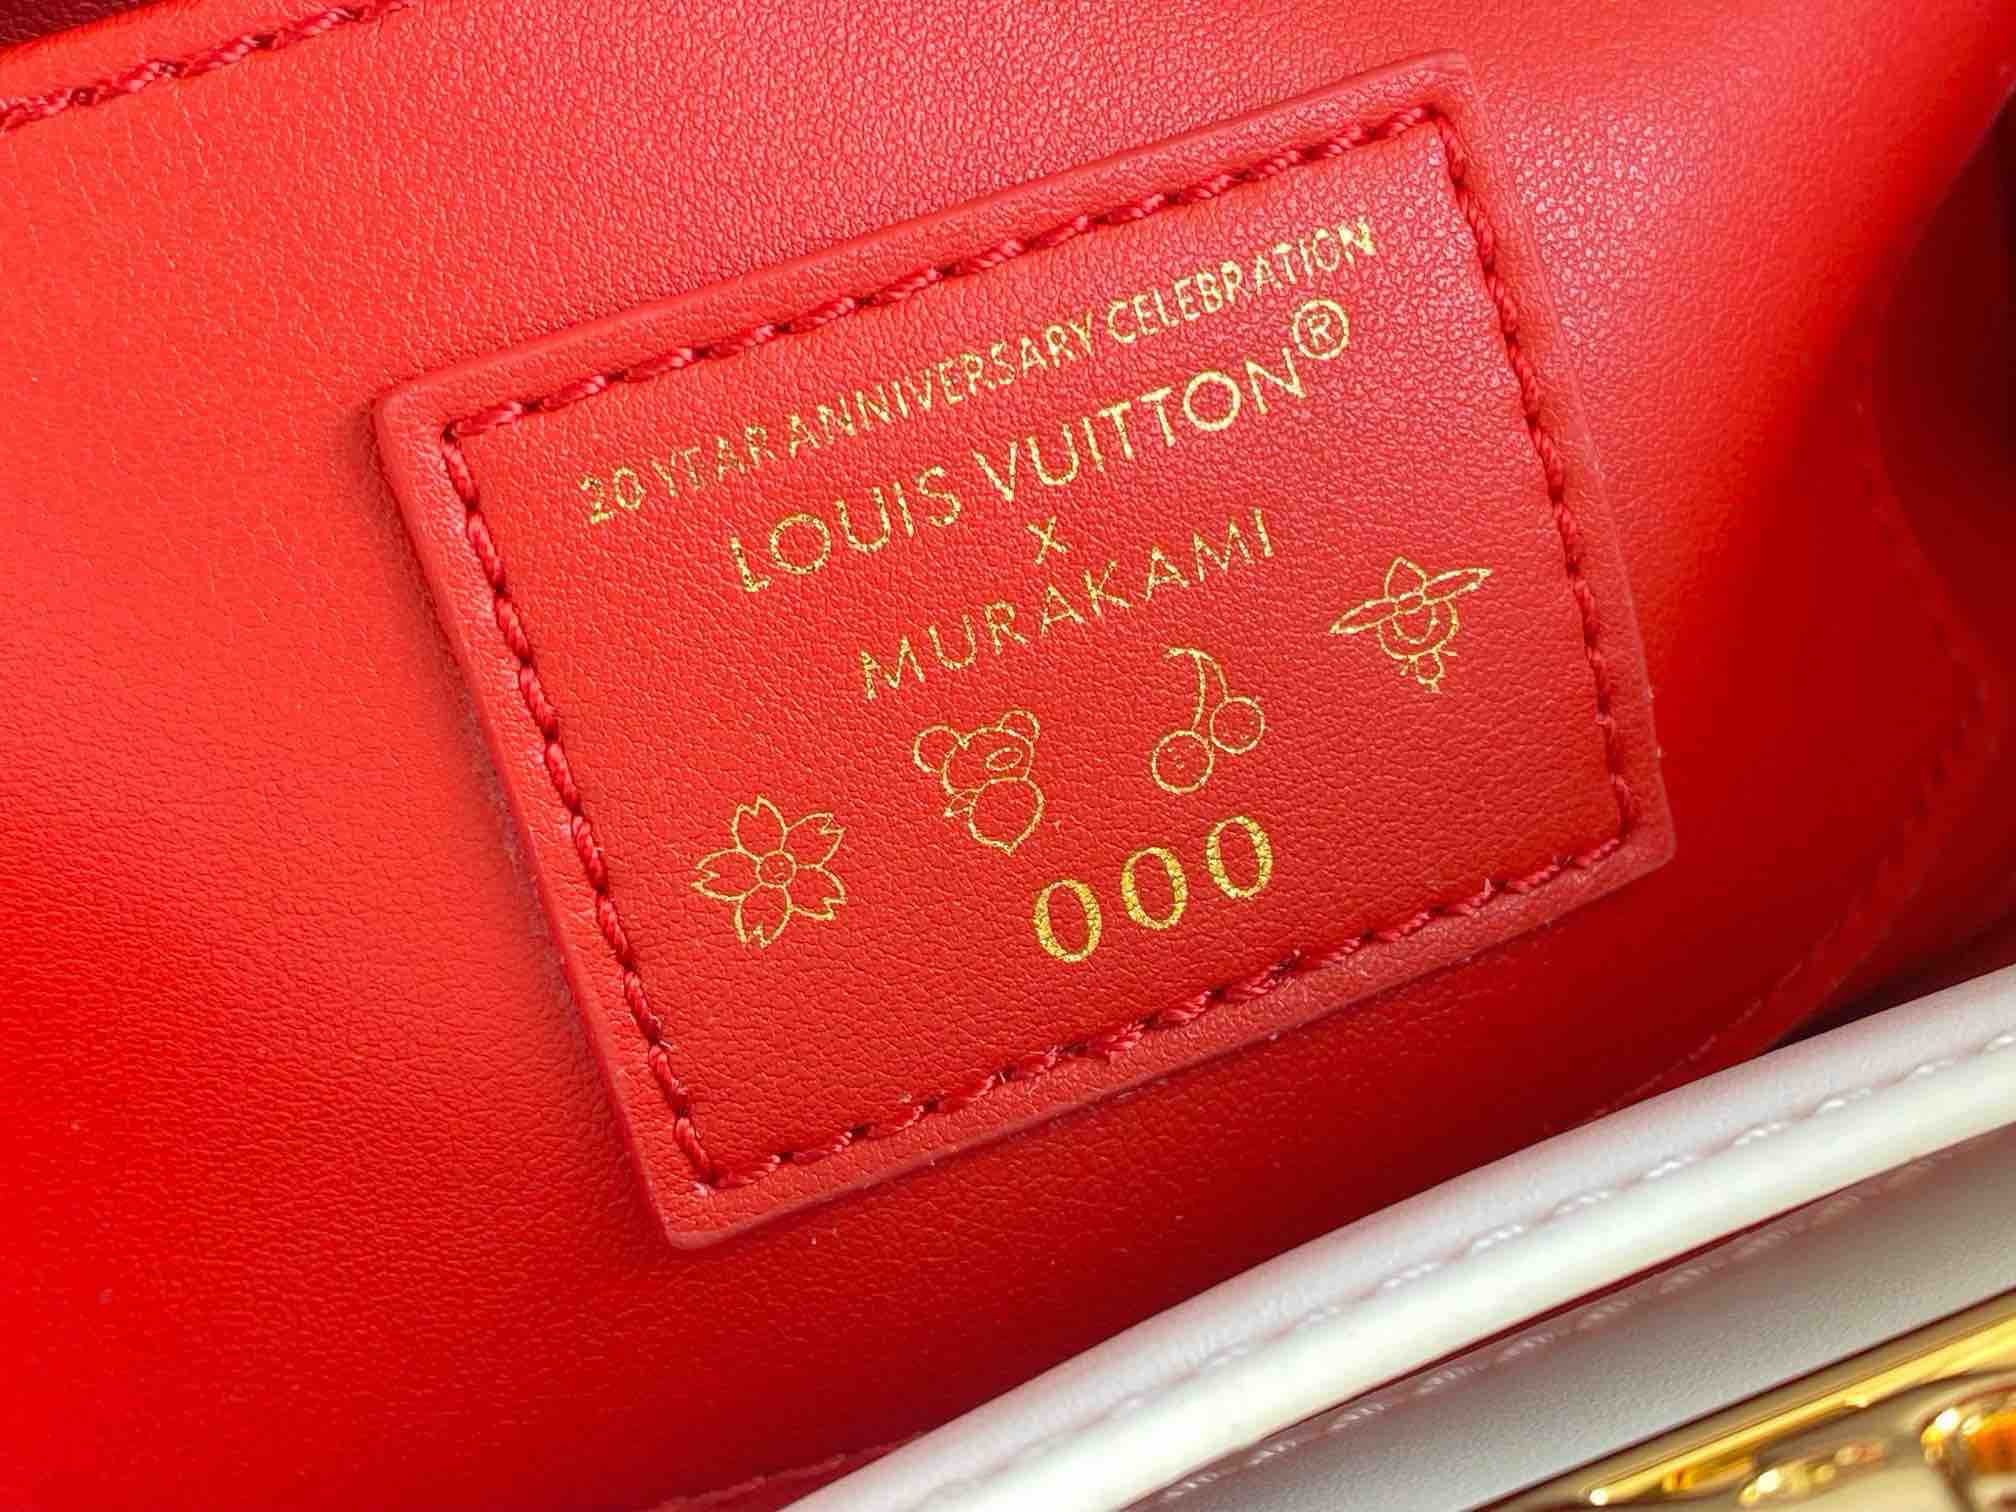 20 YEAR ANNIVERSARY CELEBRATION
LOUIS VUITTON®
X
MURAKAMI
000